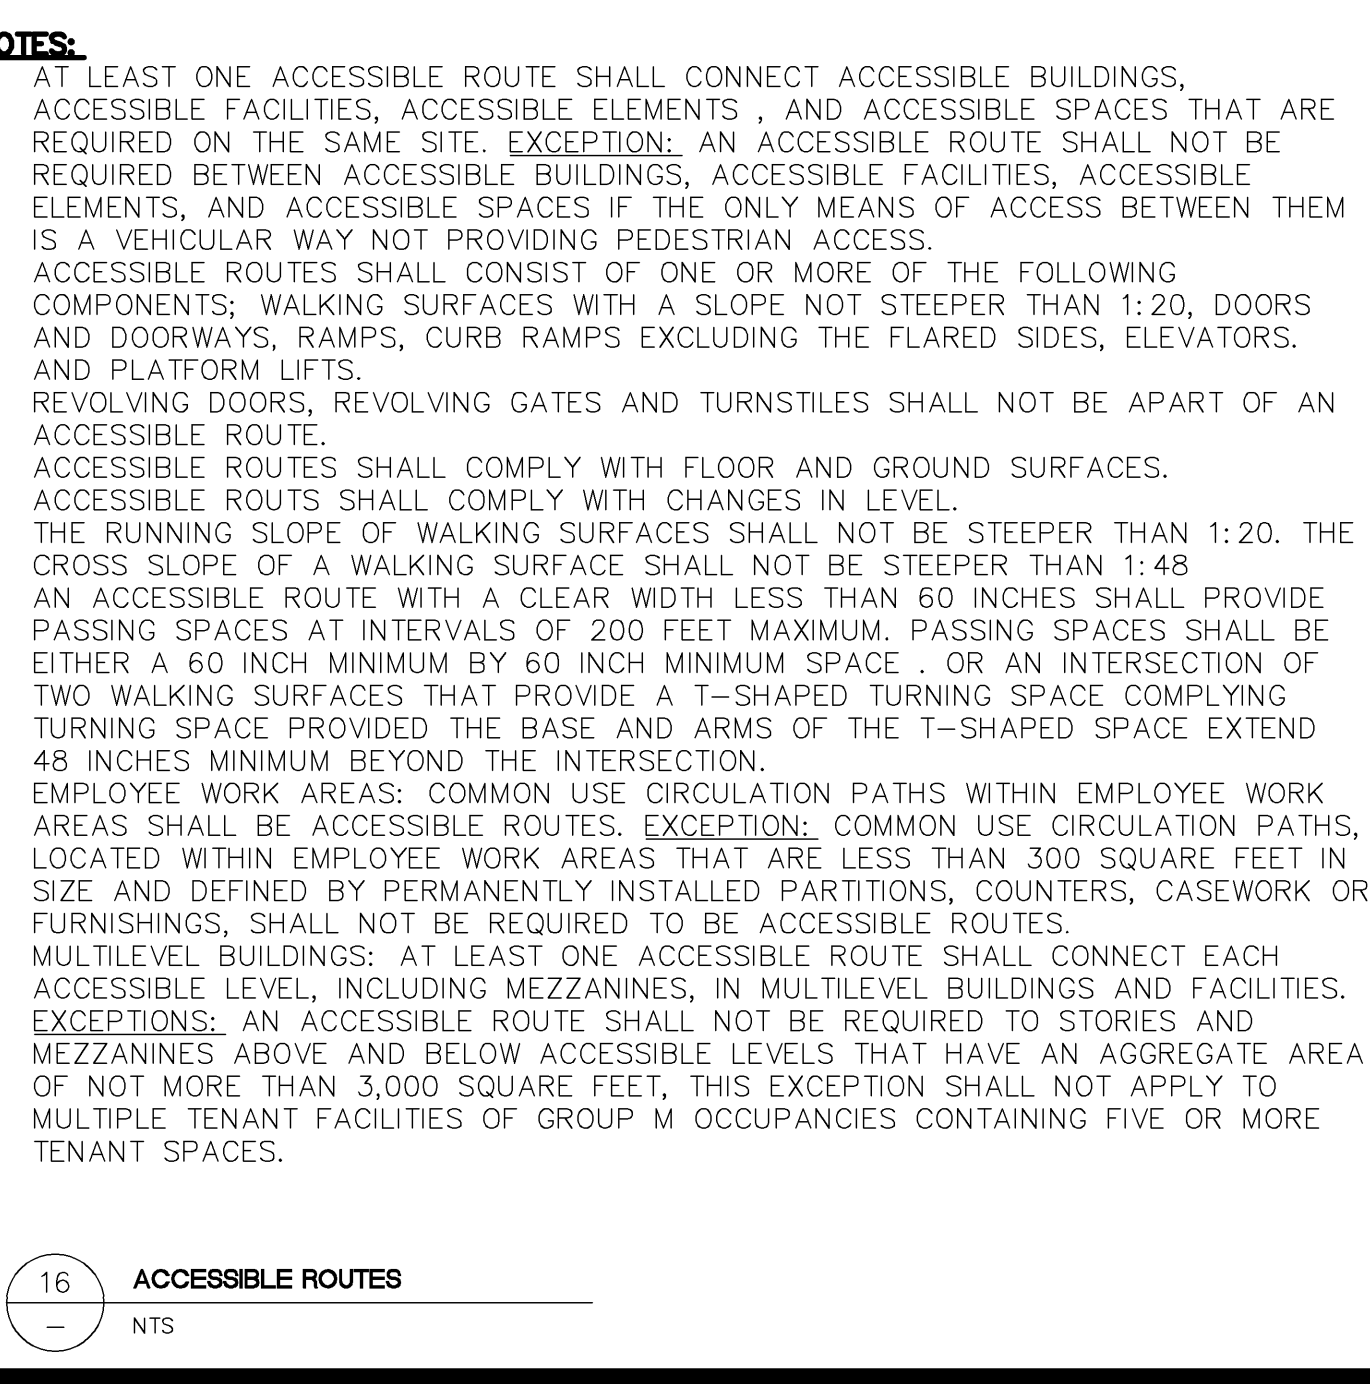 OTES:
AT LEAST ONE ACCESSIBLE ROUTE SHALL CONNECT ACCESSIBLE BUILDINGS,
ACCESSIBLE FACILITIES, ACCESSIBLE ELEMENTS , AND ACCESSIBLE SPACES THAT ARE
REQUIRED ON THE SAME SITE. EXCEPTION: AN ACCESSIBLE ROUTE SHALL NOT BE
REQUIRED BETWEEN ACCESSIBLE BUILDINGS, ACCESSIBLE FACILITIES, ACCESSIBLE
ELEMENTS, AND ACCESSIBLE SPACES IF THE ONLY MEANS OF ACCESS BETWEEN THEM
IS A VEHICULAR WAY NOT PROVIDING PEDESTRIAN ACCESS.
ACCESSIBLE ROUTES SHALL CONSIST OF ONE OR MORE OF THE FOLLOWING
COMPONENTS; WALKING SURFACES WITH A SLOPE NOT STEEPER THAN 1:20, DOORS
AND DOORWAYS, RAMPS, CURB RAMPS EXCLUDING THE FLARED SIDES, ELEVATORS.
AND PLATFORM LIFTS.
REVOLVING DOORS, REVOLVING GATES AND TURNSTILES SHALL NOT BE APART OF AN
ACCESSIBLE ROUTE.
ACCESSIBLE ROUTES SHALL COMPLY WITH FLOOR AND GROUND SURFACES.
ACCESSIBLE ROUTS SHALL COMPLY WITH CHANGES IN LEVEL.
THE RUNNING SLOPE OF WALKING SURFACES SHALL NOT BE STEEPER THAN 1:20. THE
CROSS SLOPE OF A WALKING SURFACE SHALL NOT BE STEEPER THAN 1:48
AN ACCESSIBLE ROUTE WITH A CLEAR WIDTH LESS THAN 60 INCHES SHALL PROVIDE
PASSING SPACES AT INTERVALS OF 200 FEET MAXIMUM. PASSING SPACES SHALL BE
EITHER A 60 INCH MINIMUM BY 60 INCH MINIMUM SPACE . OR AN INTERSECTION OF
TWO WALKING SURFACES THAT PROVIDE A T-SHAPED TURNING SPACE COMPLYING
TURNING SPACE PROVIDED THE BASE AND ARMS OF THE T-SHAPED SPACE EXTEND
48 INCHES MINIMUM BEYOND THE INTERSECTION.
EMPLOYEE WORK AREAS: COMMON USE CIRCULATION PATHS WITHIN EMPLOYEE WORK
AREAS SHALL BE ACCESSIBLE ROUTES. EXCEPTION: COMMON USE CIRCULATION PATHS,
LOCATED WITHIN EMPLOYEE WORK AREAS THAT ARE LESS THAN 300 SQUARE FEET IN
SIZE AND DEFINED BY PERMANENTLY INSTALLED PARTITIONS, COUNTERS, CASEWORK OR
FURNISHINGS, SHALL NOT BE REQUIRED TO BE ACCESSIBLE ROUTES.
MULTILEVEL BUILDINGS: AT LEAST ONE ACCESSIBLE ROUTE SHALL CONNECT EACH
ACCESSIBLE LEVEL, INCLUDING MEZZANINES, IN MULTILEVEL BUILDINGS AND FACILITIES.
EXCEPTIONS: AN ACCESSIBLE ROUTE SHALL NOT BE REQUIRED TO STORIES AND
MEZZANINES ABOVE AND BELOW ACCESSIBLE LEVELS THAT HAVE AN AGGREGATE AREA
OF NOT MORE THAN 3,000 SQUARE FEET, THIS EXCEPTION SHALL NOT APPLY TO
MULTIPLE TENANT FACILITIES OF GROUP M OCCUPANCIES CONTAINING FIVE OR MORE
TENANT SPACES.
16 ACCESSIBLE ROUTES
– NTS